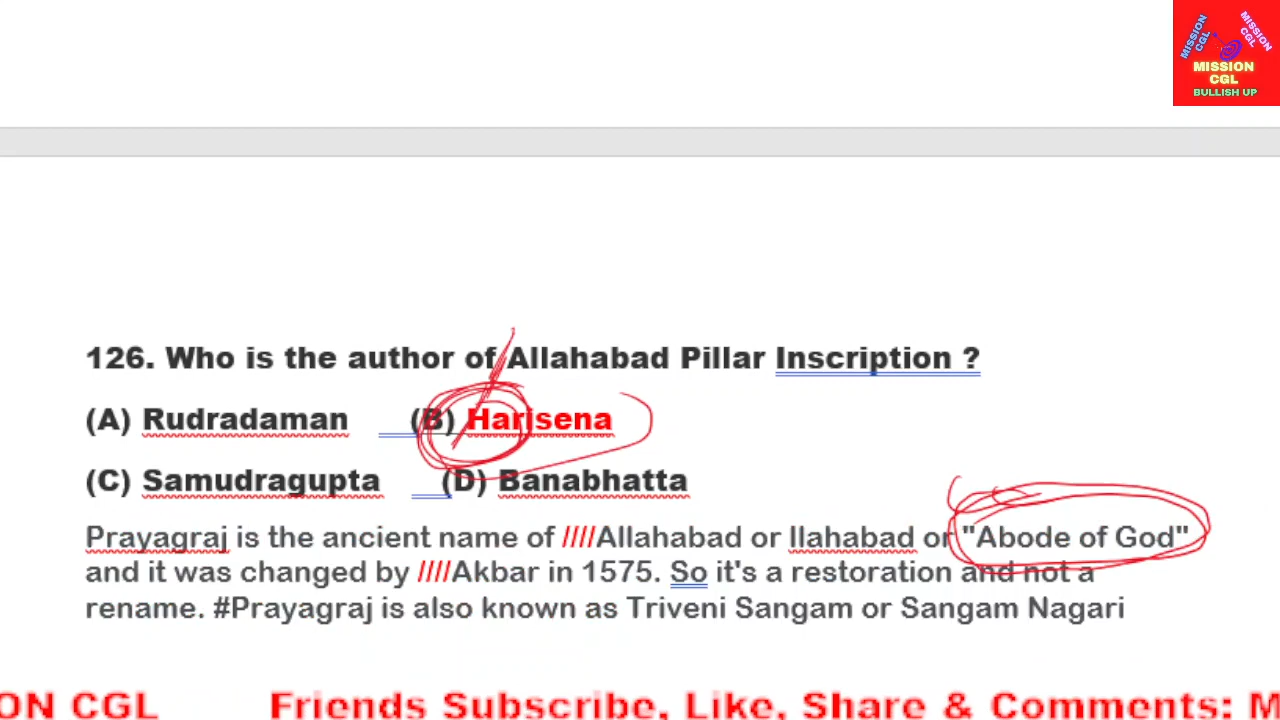 MISSION CGL
MISSION CGL
MISSION
CGL
BULLISH UP
126. Who is the author of Allahabad Pillar Inscription ?
(A) Rudradaman (B) Harisena
(C) Samudragupta (D) Banabhatta
Prayagraj is the ancient name of ////Allahabad or Ilahabad or "Abode of God"
and it was changed by ////Akbar in 1575. So it's a restoration and not a
rename. #Prayagraj is also known as Triveni Sangam or Sangam Nagari
ON CGL Friends Subscribe, Like, Share & Comments: M